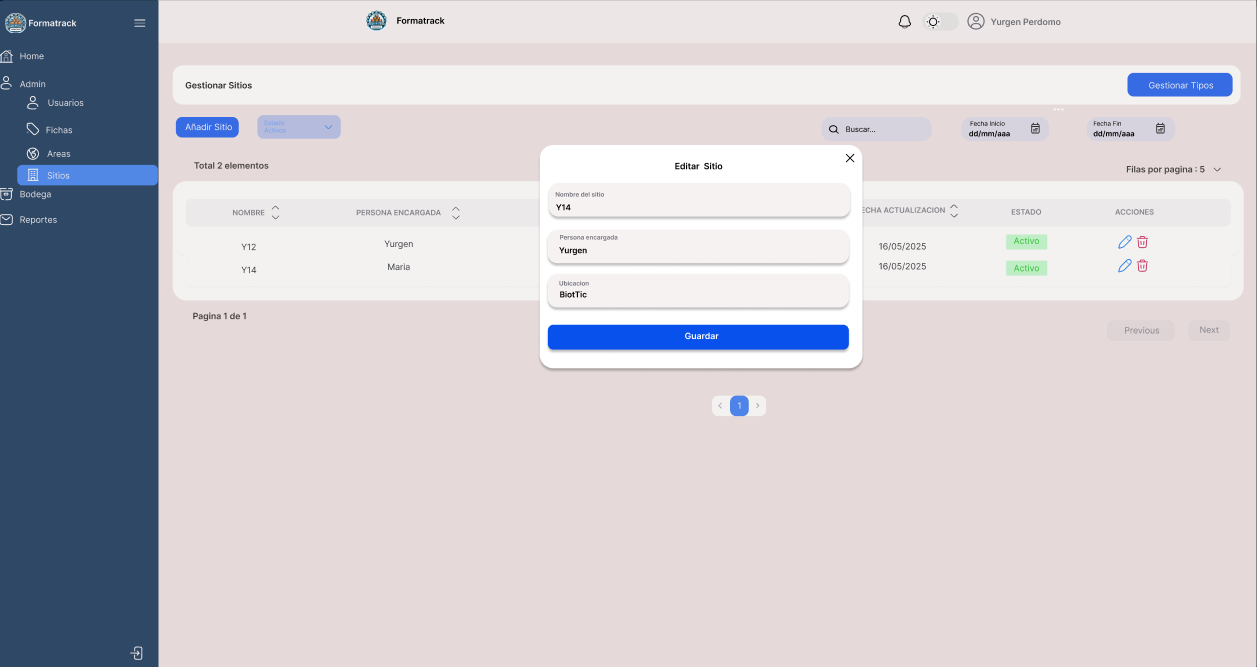 Formatrack
Formatrack
Yurgen Perdomo
Home
Admin
Usuarios
Fichas
Areas
Sitios
Bodega
Reportes
Gestionar Sitios
Gestionar Tipos
Añadir Sitio
Estado
Activos
Buscar...
Fecha Inicio
dd/mm/aaa
Fecha Fin
dd/mm/aaa
Total 2 elementos
Filas por pagina : 5
NOMBRE
PERSONA ENCARGADA
ECHA ACTUALIZACION
ESTADO
ACCIONES
Y12
Yurgen
16/05/2025
Activo
Y14
Maria
16/05/2025
Activo
Editar Sitio
Nombre del sitio
Y14
Persona encargada
Yurgen
Ubicacion
BiotTic
Guardar
Pagina 1 de 1
Previous
Next
1